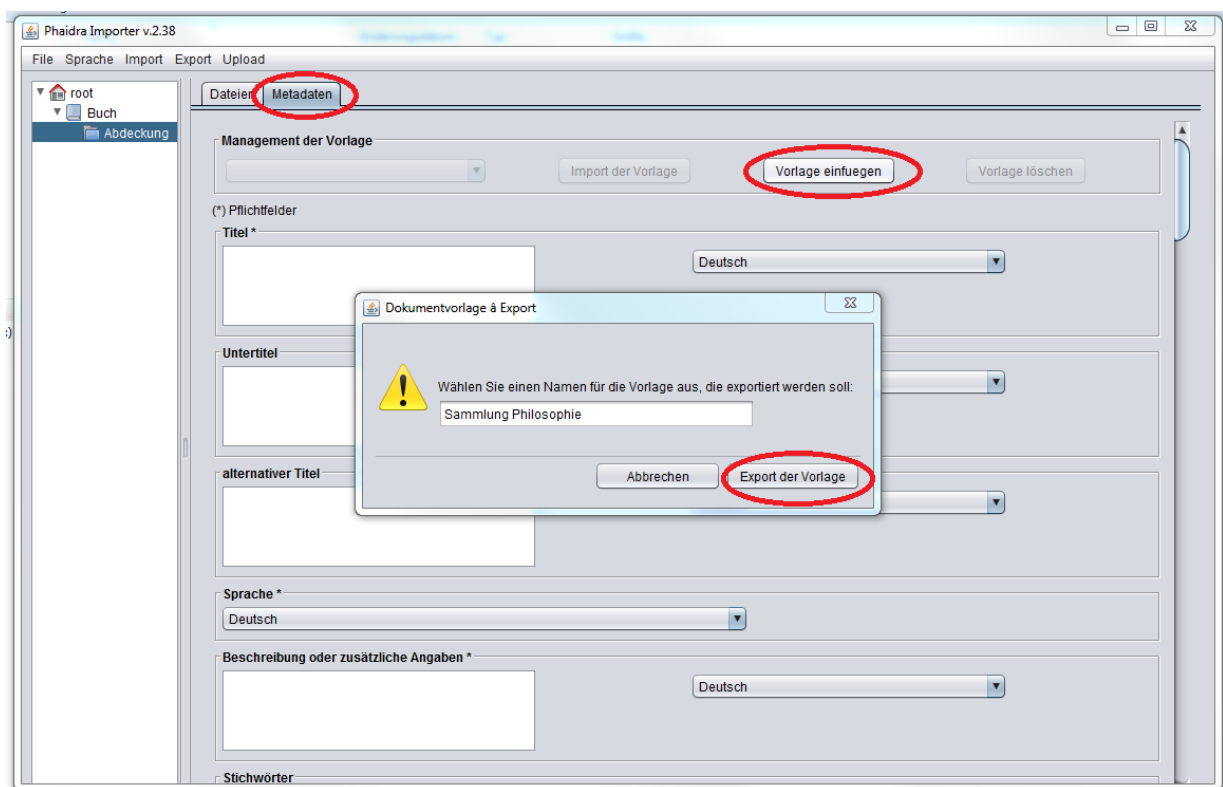 Phaidra Importer v.2.38
File Sprache Import Export Upload
root
Buch
Abdeckung
Dateien Metadaten
Management der Vorlage
Import der Vorlage Vorlage einfuegen Vorlage löschen
(*) Pflichtfelder
Titel *
Deutsch
Dokumentvorlage â Export
Wählen Sie einen Namen für die Vorlage aus, die exportiert werden soll:
Sammlung Philosophie
Abbrechen Export der Vorlage
Untertitel
alternativer Titel
Sprache *
Deutsch
Beschreibung oder zusätzliche Angaben *
Deutsch
Stichwörter